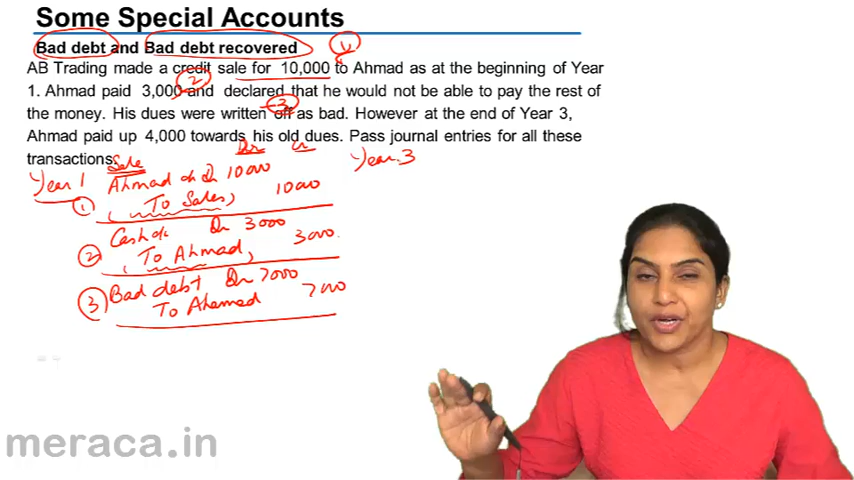 Some Special Accounts
Bad debt and Bad debt recovered
AB Trading made a credit sale for 10,000 to Ahmad as at the beginning of Year
1. Ahmad paid 3,000 and declared that he would not be able to pay the rest of
the money. His dues were written off as bad. However at the end of Year 3,
Ahmad paid up 4,000 towards his old dues. Pass journal entries for all these
transactions.
Sale Dr Cr
Year 1 Year 3
Ahmad a/c Dr 10000
1 To Sales 10000
Cash a/c Dr 3000
2 To Ahmad 3000
3 Bad debt Dr 7000
To Ahemad 7000
meraca.in